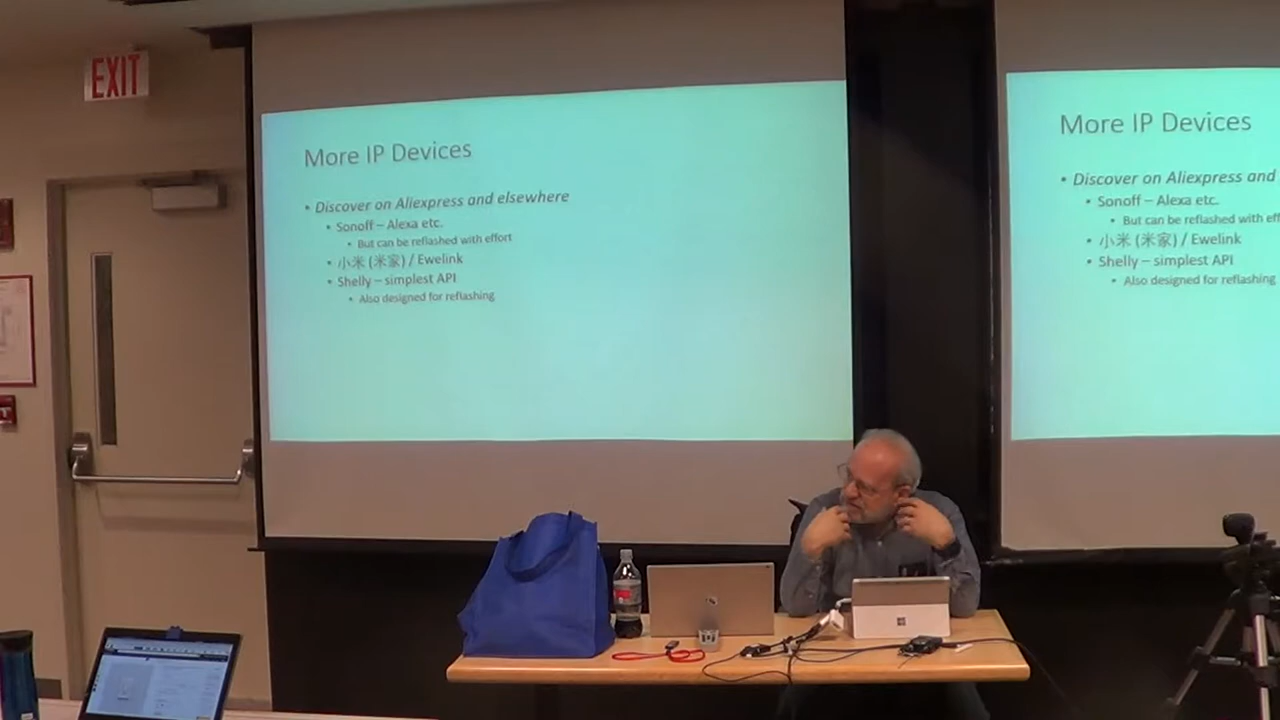 EXIT
More IP Devices
• Discover on Aliexpress and elsewhere
• Sonoff – Alexa etc.
• But can be reflashed with effort
• 小米 (米家) / Ewelink
• Shelly – simplest API
• Also designed for reflashing
More IP Devices
• Discover on Aliexpress and
• Sonoff – Alexa etc.
• But can be reflashed with eff
• 小米 (米家) / Ewelink
• Shelly – simplest API
• Also designed for reflashing